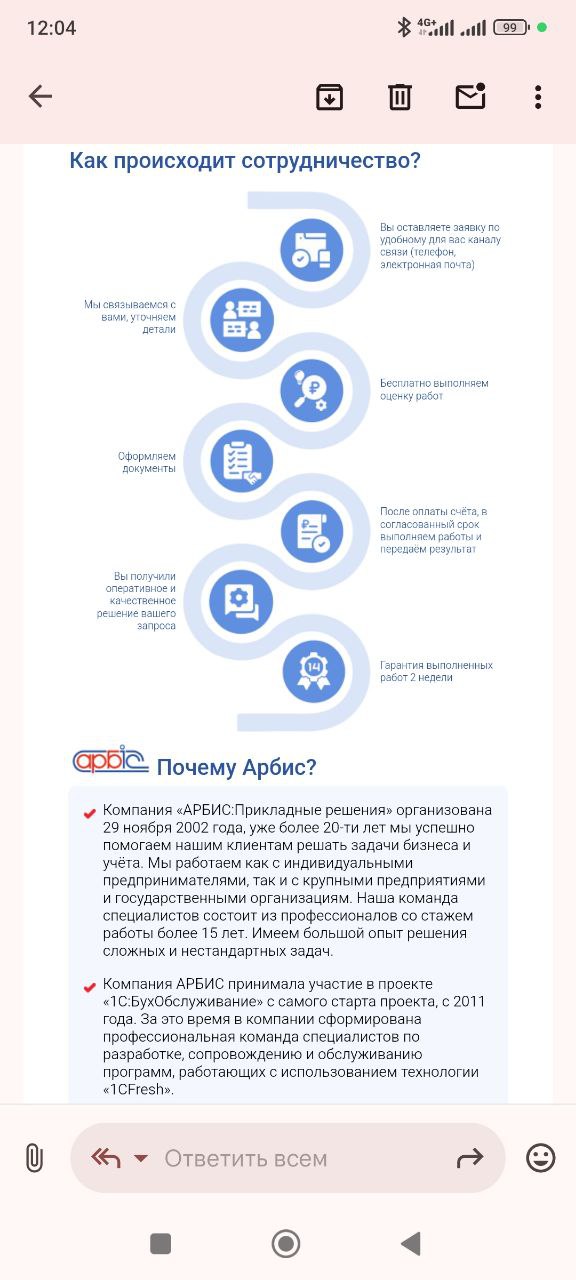 12:04
4G+
99
Как происходит сотрудничество?
Вы оставляете заявку по
удобному для вас каналу
связи (телефон,
электронная почта)
Мы связываемся с
вами, уточняем
детали
Бесплатно выполняем
оценку работ
Оформляем
документы
После оплаты счёта, в
согласованный срок
выполняем работы и
передаём результат
Вы получили
оперативное и
качественное
решение вашего
запроса
14
Гарантия выполненных
работ 2 недели
арбіс Почему Арбис?
Компания «АРБИС:Прикладные решения» организована
29 ноября 2002 года, уже более 20-ти лет мы успешно
помогаем нашим клиентам решать задачи бизнеса и
учёта. Мы работаем как с индивидуальными
предпринимателями, так и с крупными предприятиями
и государственными организациям. Наша команда
специалистов состоит из профессионалов со стажем
работы более 15 лет. Имеем большой опыт решения
сложных и нестандартных задач.
Компания АРБИС принимала участие в проекте
«1С:БухОбслуживание» с самого старта проекта, с 2011
года. За это время в компании сформирована
профессиональная команда специалистов по
разработке, сопровождению и обслуживанию
программ, работающих с использованием технологии
«1CFresh».
Ответить всем